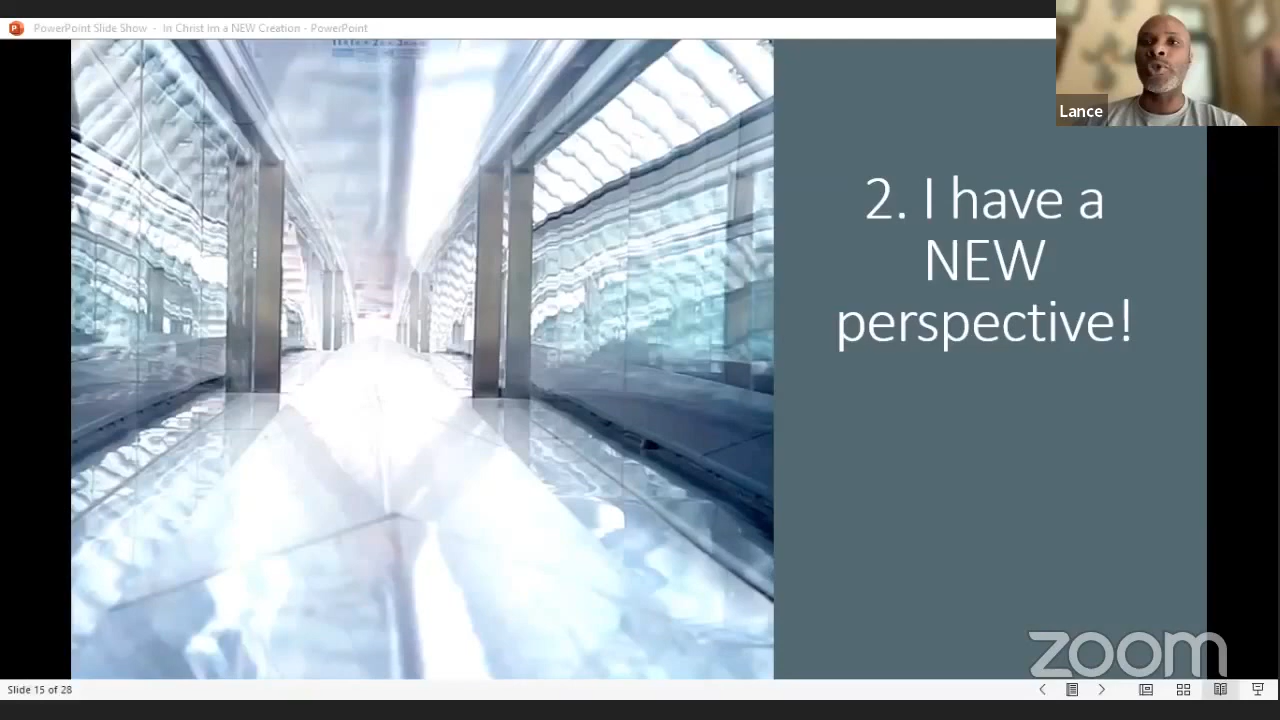 PowerPoint Slide Show - In Christ Im a NEW Creation - PowerPoint
Lance
2. I have a
NEW
perspective!
zoom
Slide 15 of 28